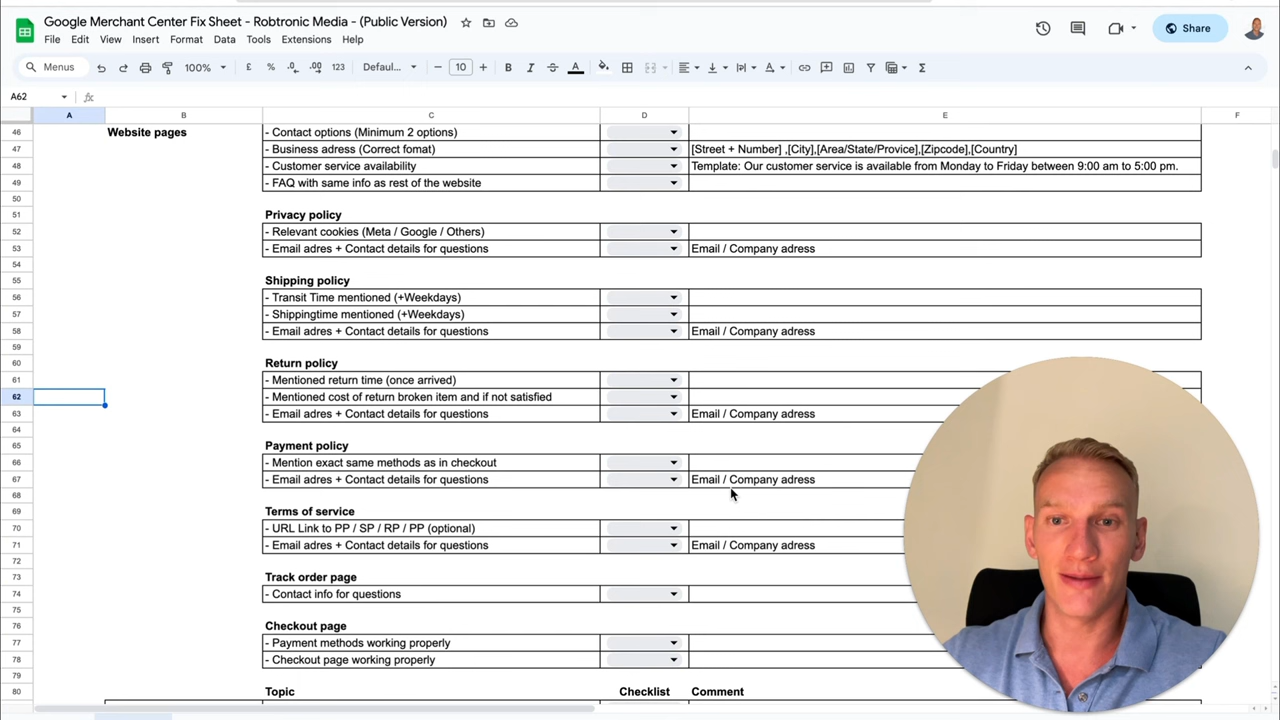 Google Merchant Center Fix Sheet - Robtronic Media - (Public Version)
File Edit View Insert Format Data Tools Extensions Help
Share
Menus 100% £ % .0 .00 123 Defaul... 10 B I A
A62 fx
A B C D E F
46 Website pages - Contact options (Minimum 2 options)
47 - Business adress (Correct fomat) [Street + Number] ,[City],[Area/State/Provice],[Zipcode],[Country]
48 - Customer service availability Template: Our customer service is available from Monday to Friday between 9:00 am to 5:00 pm.
49 - FAQ with same info as rest of the website
50
51 Privacy policy
52 - Relevant cookies (Meta / Google / Others)
53 - Email adres + Contact details for questions Email / Company adress
54
55 Shipping policy
56 - Transit Time mentioned (+Weekdays)
57 - Shippingtime mentioned (+Weekdays)
58 - Email adres + Contact details for questions Email / Company adress
59
60 Return policy
61 - Mentioned return time (once arrived)
62 - Mentioned cost of return broken item and if not satisfied
63 - Email adres + Contact details for questions Email / Company adress
64
65 Payment policy
66 - Mention exact same methods as in checkout
67 - Email adres + Contact details for questions Email / Company adress
68
69 Terms of service
70 - URL Link to PP / SP / RP / PP (optional)
71 - Email adres + Contact details for questions Email / Company adress
72
73 Track order page
74 - Contact info for questions
75
76 Checkout page
77 - Payment methods working properly
78 - Checkout page working properly
79
80 Topic Checklist Comment